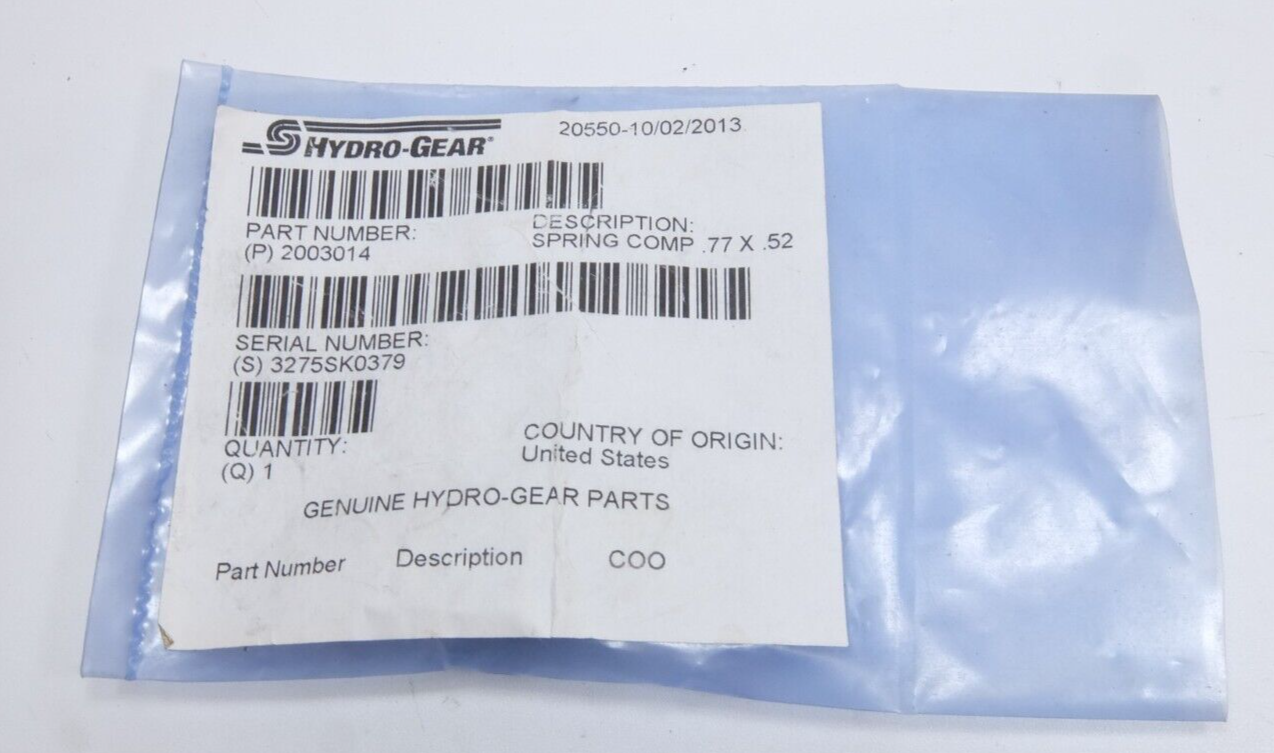 HYDRO-GEAR®
20550-10/02/2013
PART NUMBER:
(P) 2003014
DESCRIPTION:
SPRING COMP .77 X .52
SERIAL NUMBER:
(S) 3275SK0379
QUANTITY:
(Q) 1
COUNTRY OF ORIGIN:
United States
GENUINE HYDRO-GEAR PARTS
Part Number Description COO